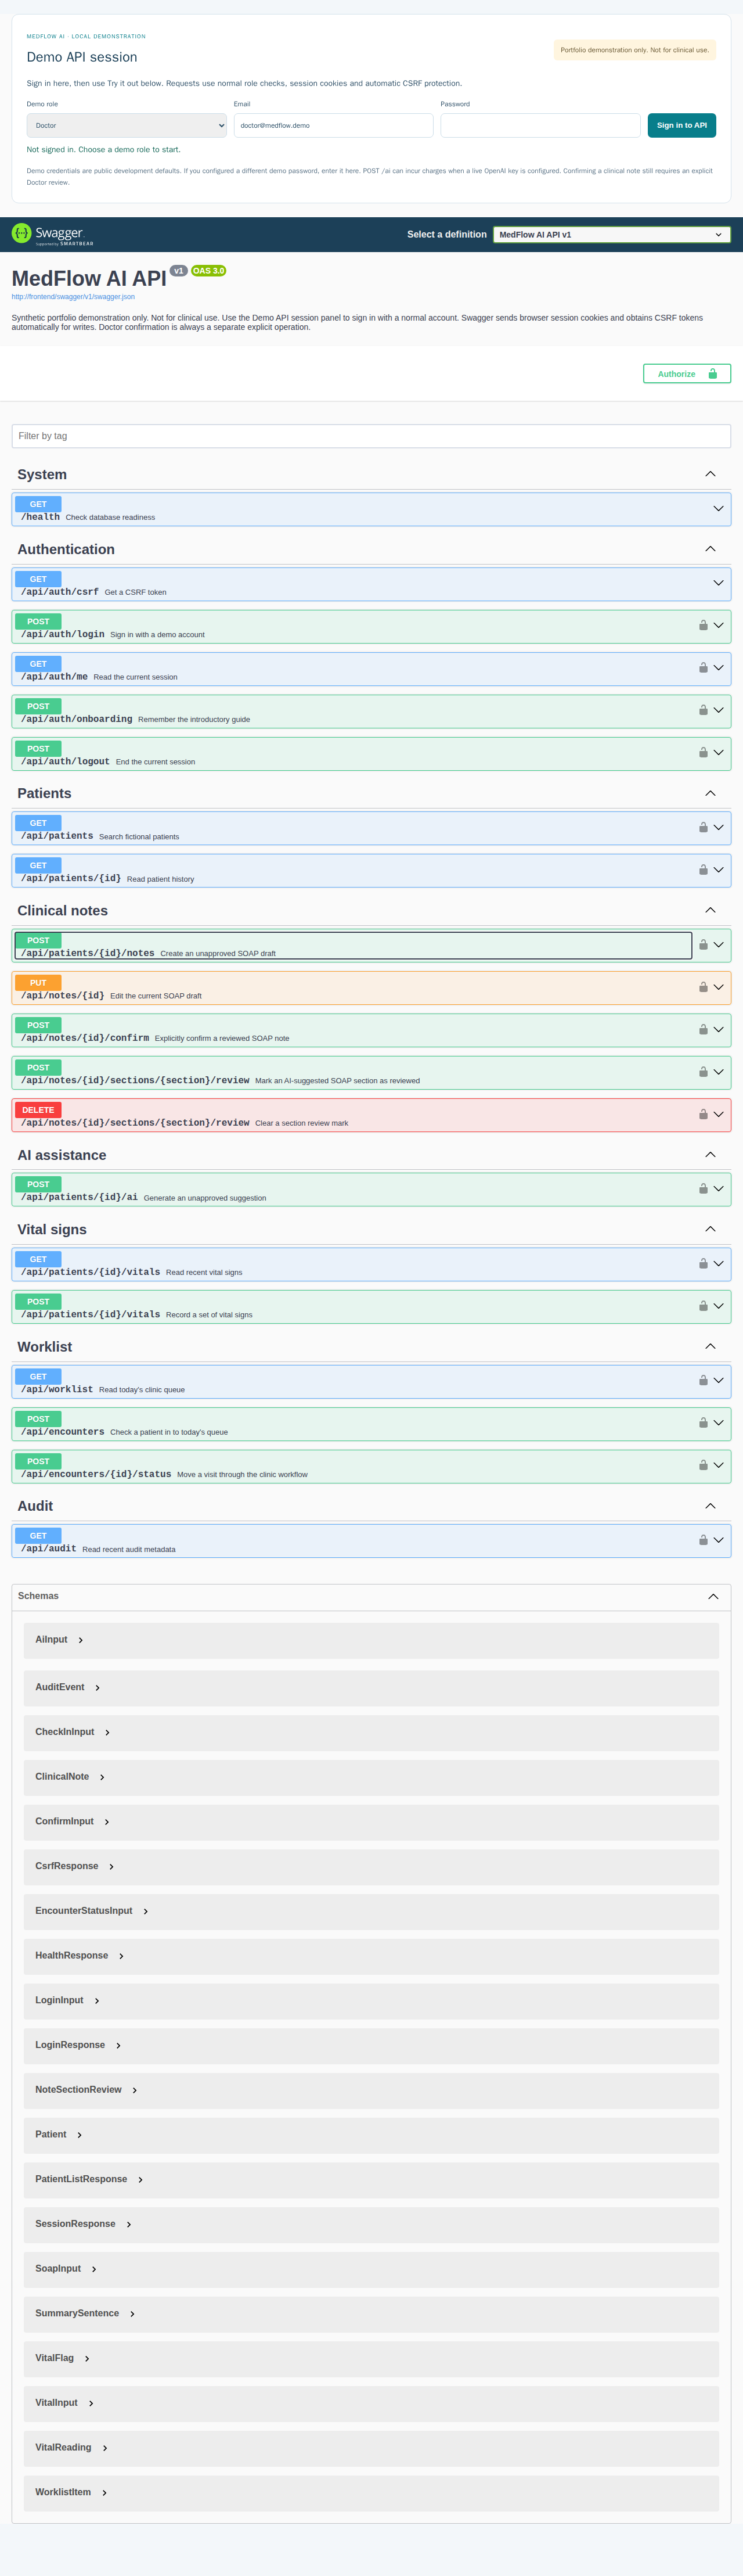 MEDFLOW AI · LOCAL DEMONSTRATION
Demo API session
Portfolio demonstration only. Not for clinical use.
Sign in here, then use Try it out below. Requests use normal role checks, session cookies and automatic CSRF protection.
Demo role
Email
Password
Doctor
doctor@medflow.demo
Sign in to API
Not signed in. Choose a demo role to start.
Demo credentials are public development defaults. If you configured a different demo password, enter it here. POST /ai can incur charges when a live OpenAI key is configured. Confirming a clinical note still requires an explicit
Doctor review.
Swagger
Supported by SMARTBEAR
Select a definition
MedFlow AI API v1
MedFlow AI API v1 OAS 3.0
http://frontend/swagger/v1/swagger.json
Synthetic portfolio demonstration only. Not for clinical use. Use the Demo API session panel to sign in with a normal account. Swagger sends browser session cookies and obtains CSRF tokens
automatically for writes. Doctor confirmation is always a separate explicit operation.
Authorize
Filter by tag
System
GET
/health Check database readiness
Authentication
GET
/api/auth/csrf Get a CSRF token
POST
/api/auth/login Sign in with a demo account
GET
/api/auth/me Read the current session
POST
/api/auth/onboarding Remember the introductory guide
POST
/api/auth/logout End the current session
Patients
GET
/api/patients Search fictional patients
GET
/api/patients/{id} Read patient history
Clinical notes
POST
/api/patients/{id}/notes Create an unapproved SOAP draft
PUT
/api/notes/{id} Edit the current SOAP draft
POST
/api/notes/{id}/confirm Explicitly confirm a reviewed SOAP note
POST
/api/notes/{id}/sections/{section}/review Mark an AI-suggested SOAP section as reviewed
DELETE
/api/notes/{id}/sections/{section}/review Clear a section review mark
AI assistance
POST
/api/patients/{id}/ai Generate an unapproved suggestion
Vital signs
GET
/api/patients/{id}/vitals Read recent vital signs
POST
/api/patients/{id}/vitals Record a set of vital signs
Worklist
GET
/api/worklist Read today's clinic queue
POST
/api/encounters Check a patient in to today's queue
POST
/api/encounters/{id}/status Move a visit through the clinic workflow
Audit
GET
/api/audit Read recent audit metadata
Schemas
AiInput
AuditEvent
CheckInInput
ClinicalNote
ConfirmInput
CsrfResponse
EncounterStatusInput
HealthResponse
LoginInput
LoginResponse
NoteSectionReview
Patient
PatientListResponse
SessionResponse
SoapInput
SummarySentence
VitalFlag
VitalInput
VitalReading
WorklistItem